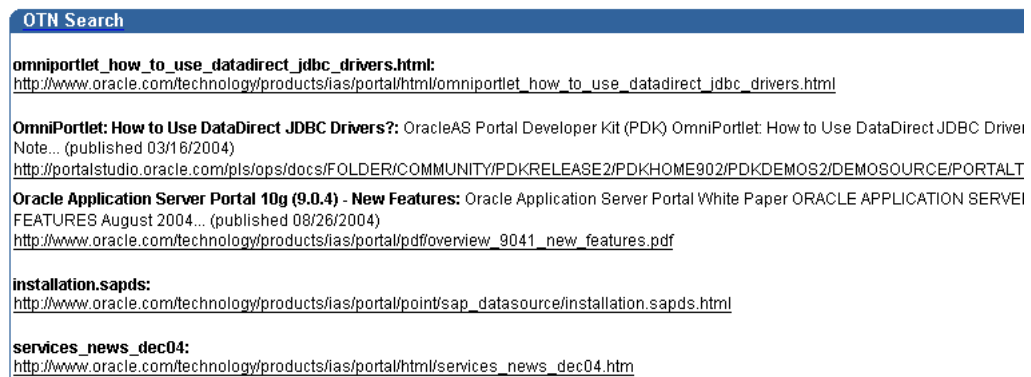 OTN Search
omniportlet_how_to_use_datadirect_jdbc_drivers.html:
http://www.oracle.com/technology/products/ias/portal/html/omniportlet_how_to_use_datadirect_jdbc_drivers.html
OmniPortlet: How to Use DataDirect JDBC Drivers?: OracleAS Portal Developer Kit (PDK) OmniPortlet: How to Use DataDirect JDBC
Note... (published 03/16/2004)
http://portalstudio.oracle.com/pls/ops/docs/FOLDER/COMMUNITY/PDKRELEASE2/PDKHOME902/PDKDEMOS2/DEMOSOURCE/PORTALT
Oracle Application Server Portal 10g (9.0.4) - New Features: Oracle Application Server Portal White Paper ORACLE APPLICATION
FEATURES August 2004... (published 08/26/2004)
http://www.oracle.com/technology/products/ias/portal/pdf/overview_9041_new_features.pdf
installation.sapds:
http://www.oracle.com/technology/products/ias/portal/point/sap_datasource/installation.sapds.html
services_news_dec04:
http://www.oracle.com/technology/products/ias/portal/html/services_news_dec04.htm